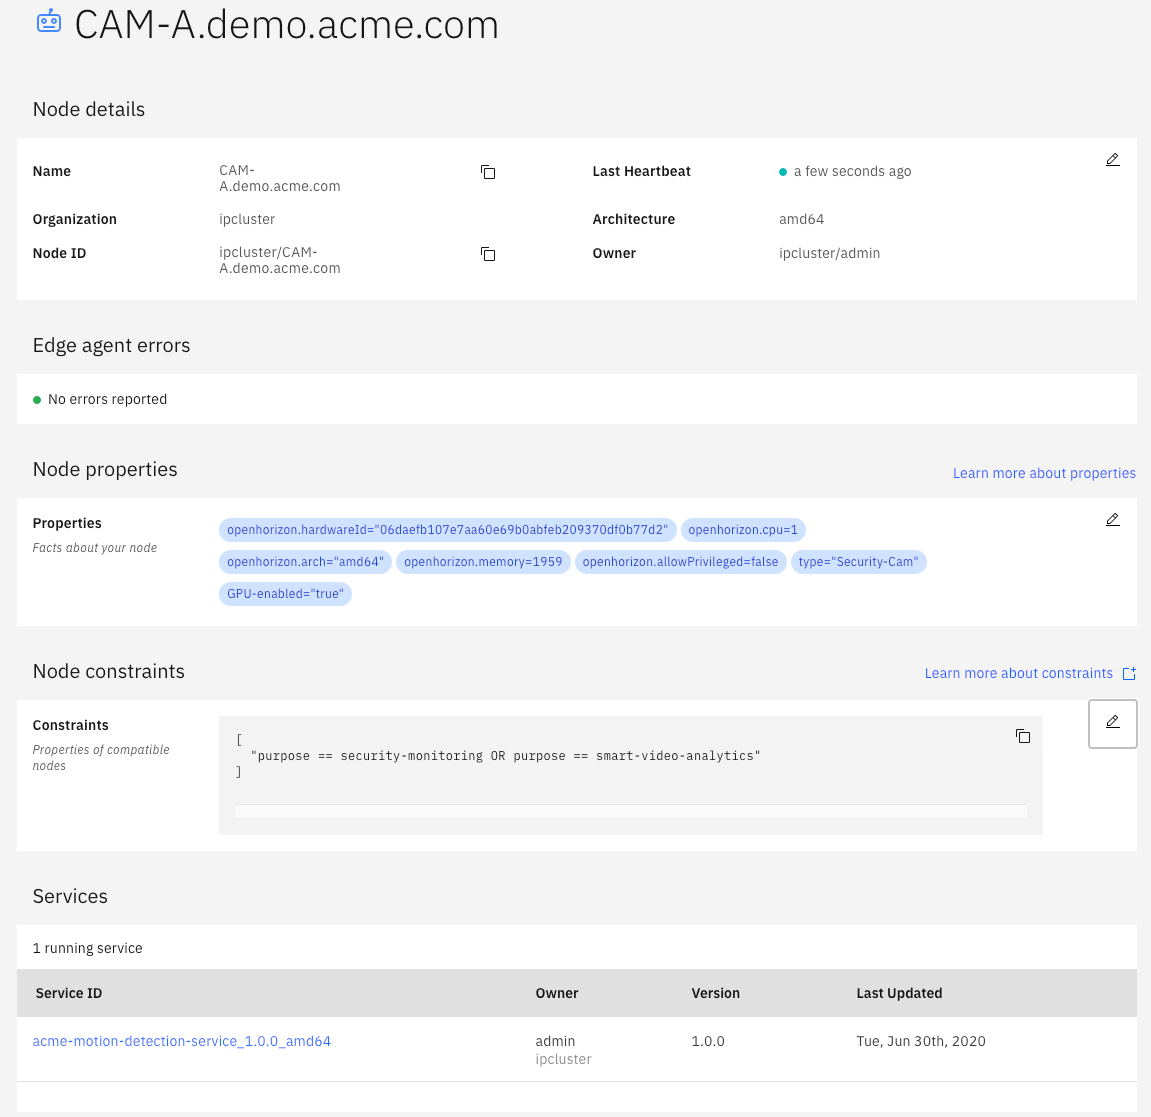 CAM-A.demo.acme.com
Node details
Name
CAM-
A.demo.acme.com
Last Heartbeat
a few seconds ago
Organization
ipcluster
Architecture
amd64
Node ID
ipcluster/CAM-
A.demo.acme.com
Owner
ipcluster/admin
Edge agent errors
No errors reported
Node properties
Learn more about properties
Properties
Facts about your node
openhorizon.hardwareId="06daefb107e7aa60e69b0abfeb209370df0b77d2" openhorizon.cpu=1
openhorizon.arch="amd64" openhorizon.memory=1959 openhorizon.allowPrivileged=false type="Security-Cam"
GPU-enabled="true"
Node constraints
Learn more about constraints
Constraints
Properties of compatible
nodes
[
"purpose == security-monitoring OR purpose == smart-video-analytics"
]
Services
1 running service
Service ID Owner Version Last Updated
acme-motion-detection-service_1.0.0_amd64 admin 1.0.0 Tue, Jun 30th, 2020
ipcluster